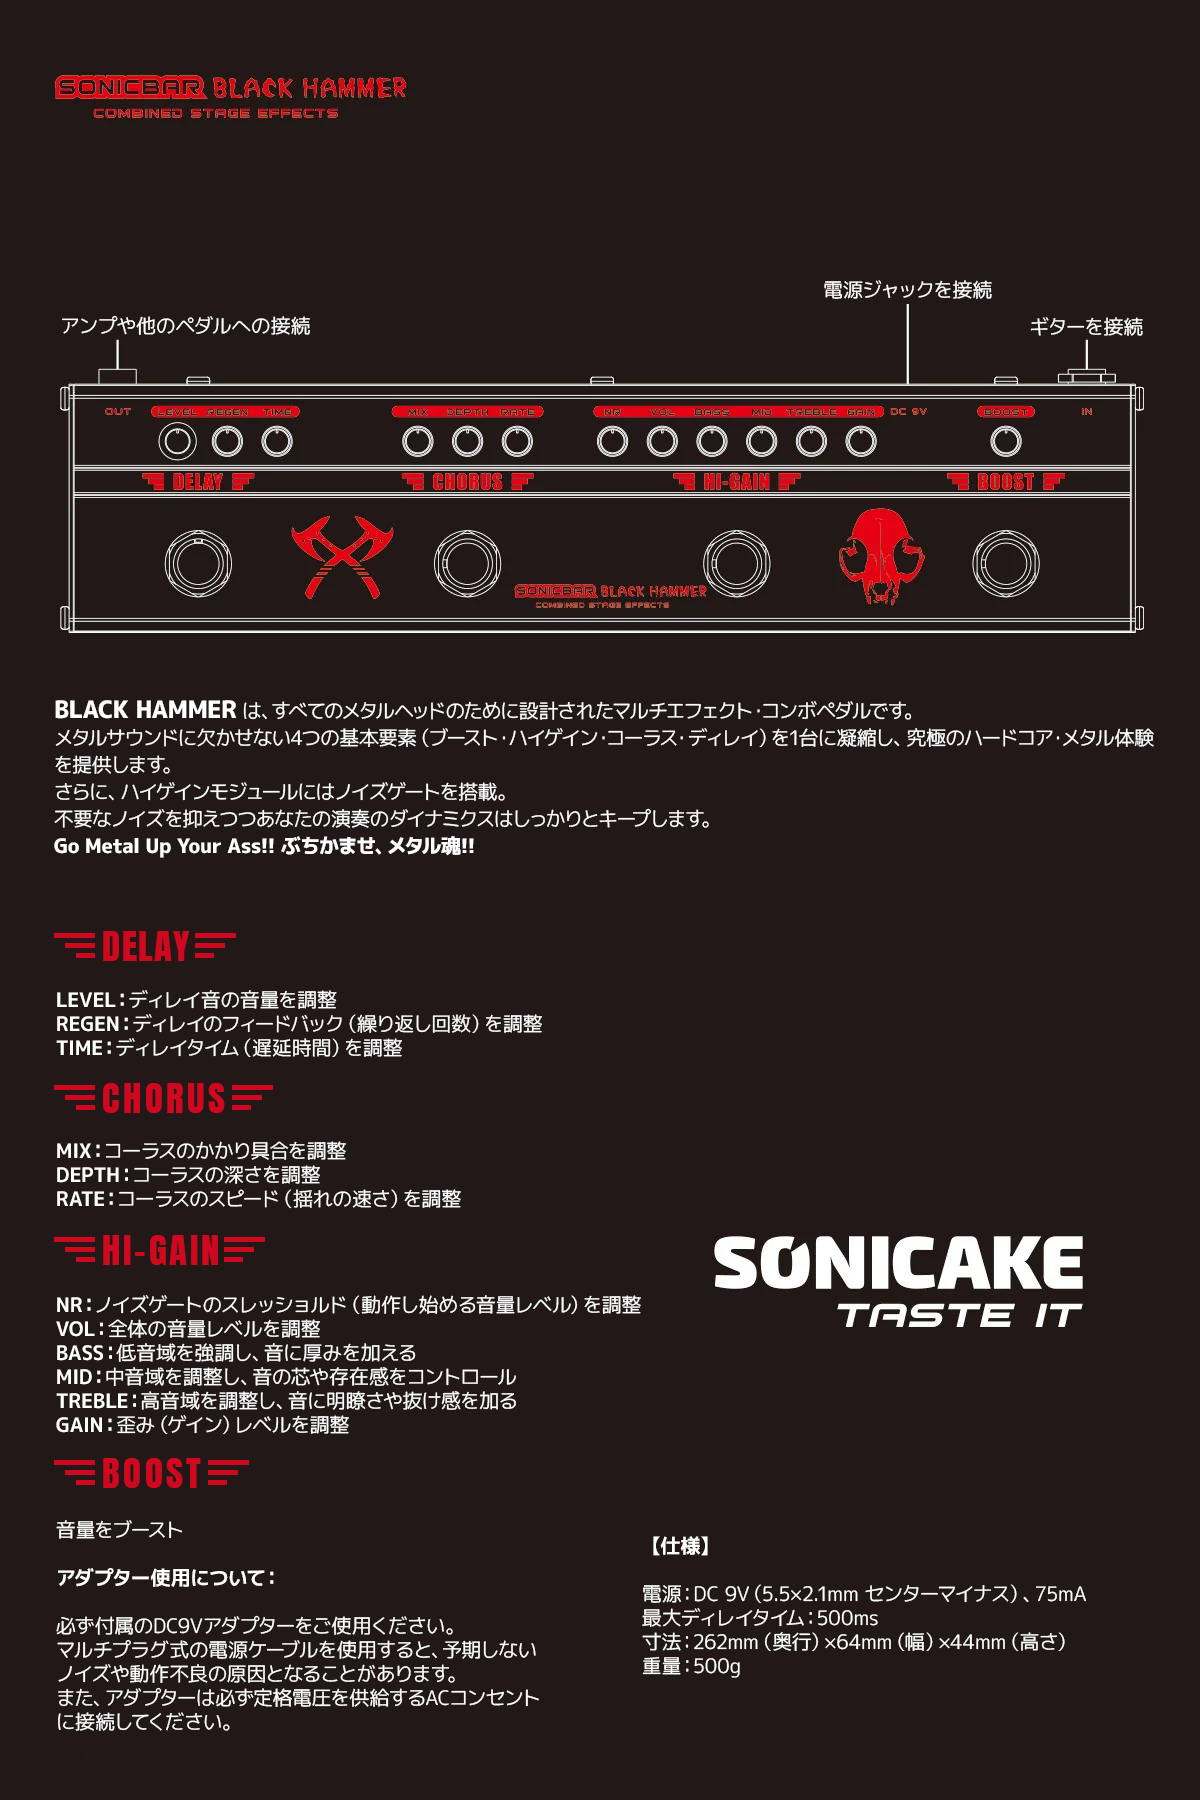 SONICBAR BLACK HAMMER
COMBINED STAGE EFFECTS
電源ジャックを接続
アンプや他のペダルへの接続
ギターを接続
OUT LEVEL REGEN TIME MIX DEPTH RATE NR VOL BASS MID TREBLE GAIN DC 9V BOOST IN
DELAY CHORUS HI-GAIN BOOST
SONICBAR BLACK HAMMER
COMBINED STAGE EFFECTS
BLACK HAMMER は、すべてのメタルヘッドのために設計されたマルチエフェクト・コンボペダルです。
メタルサウンドに欠かせない4つの基本要素（ブースト・ハイゲイン・コーラス・ディレイ）を1台に凝縮し、究極のハードコア・メタル体験
を提供します。
さらに、ハイゲインモジュールにはノイズゲートを搭載。
不要なノイズを抑えつつあなたの演奏のダイナミクスはしっかりとキープします。
Go Metal Up Your Ass!! ぶちかませ、メタル魂!!
DELAY
LEVEL：ディレイ音の音量を調整
REGEN：ディレイのフィードバック（繰り返し回数）を調整
TIME：ディレイタイム（遅延時間）を調整
CHORUS
MIX：コーラスのかかり具合を調整
DEPTH：コーラスの深さを調整
RATE：コーラスのスピード（揺れの速さ）を調整
HI-GAIN
NR：ノイズゲートのスレッショルド（動作し始める音量レベル）を調整
VOL：全体の音量レベルを調整
BASS：低音域を強調し、音に厚みを加える
MID：中音域を調整し、音の芯や存在感をコントロール
TREBLE：高音域を調整し、音に明瞭さや抜け感を加る
GAIN：歪み（ゲイン）レベルを調整
SONICAKE
TASTE IT
BOOST
音量をブースト
アダプター使用について：
必ず付属のDC9Vアダプターをご使用ください。
マルチプラグ式の電源ケーブルを使用すると、予期しない
ノイズや動作不良の原因となることがあります。
また、アダプターは必ず定格電圧を供給するACコンセント
に接続してください。
【仕様】
電源：DC 9V（5.5×2.1mm センターマイナス）、75mA
最大ディレイタイム：500ms
寸法：262mm（奥行）×64mm（幅）×44mm（高さ）
重量：500g